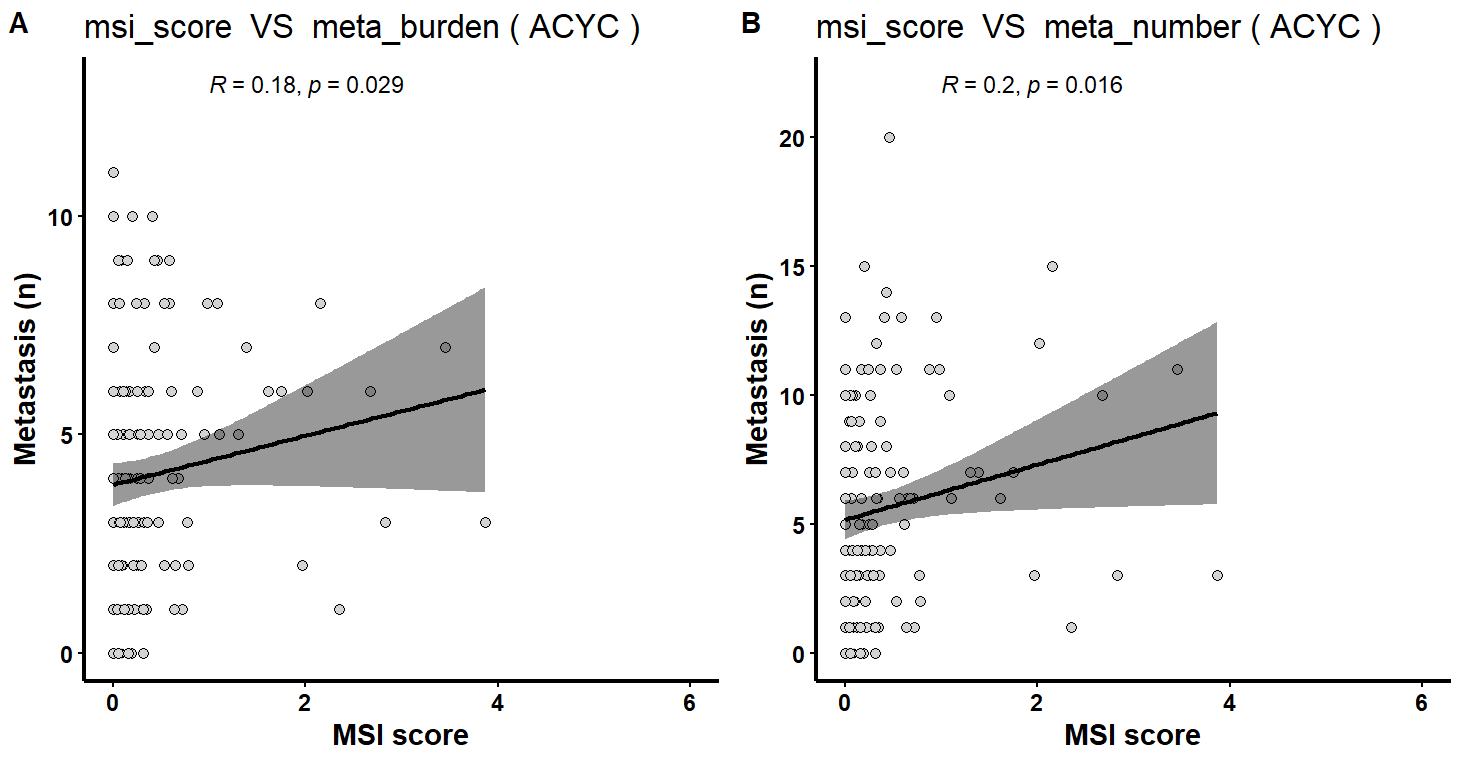 A
msi_score VS meta_burden ( ACYC )
R = 0.18, p = 0.029
Metastasis (n)
10
5
0
0 2 4 6
MSI score
B
msi_score VS meta_number ( ACYC )
R = 0.2, p = 0.016
Metastasis (n)
20
15
10
5
0
0 2 4 6
MSI score